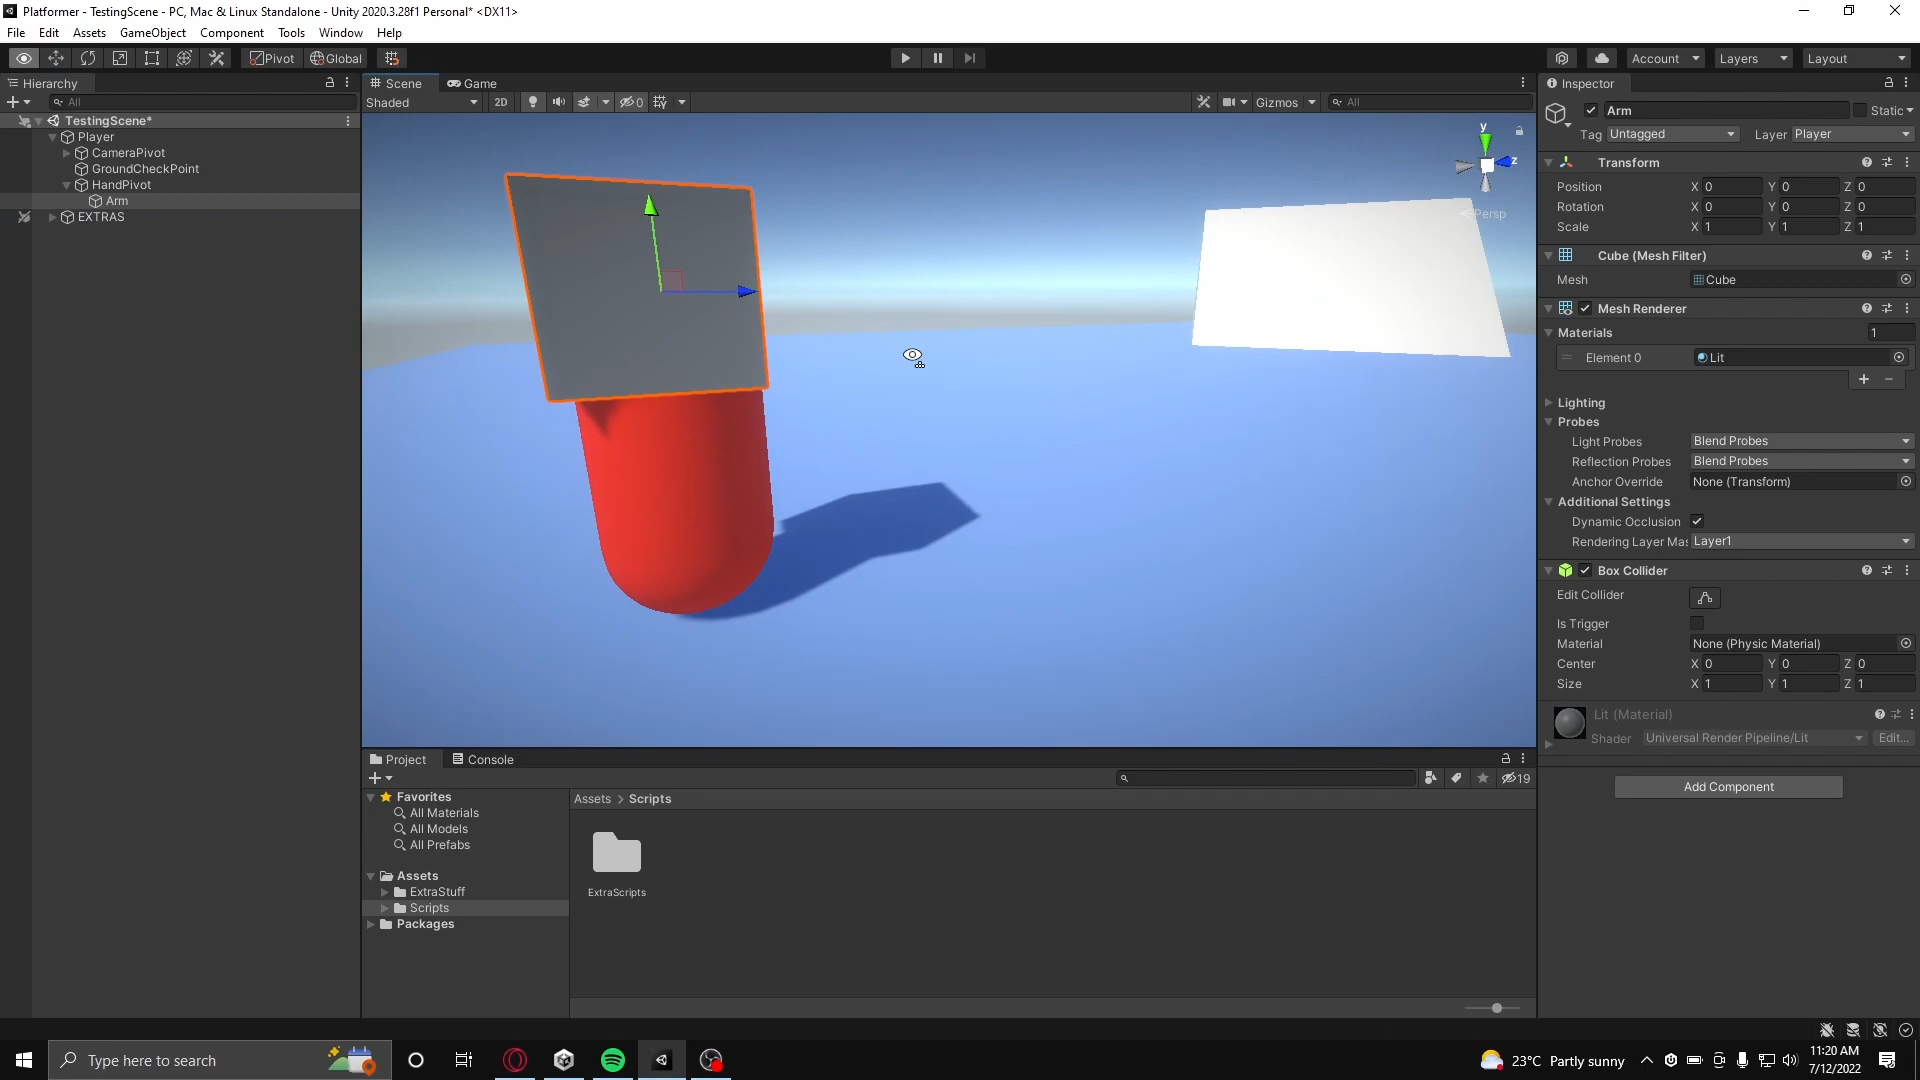 Platformer - TestingScene - PC, Mac & Linux Standalone - Unity 2020.3.28f1 Personal* <DX11>
File Edit Assets GameObject Component Tools Window Help
Pivot Global Account Layers Layout
Hierarchy
All
TestingScene*
Player
CameraPivot
GroundCheckPoint
HandPivot
Arm
EXTRAS
Scene Game
Shaded 2D 0 Gizmos All
y
z
Persp
Inspector
Arm Static
Tag Untagged Layer Player
Transform
Position X 0 Y 0 Z 0
Rotation X 0 Y 0 Z 0
Scale X 1 Y 1 Z 1
Cube (Mesh Filter)
Mesh Cube
Mesh Renderer
Materials 1
Element 0 Lit
Lighting
Probes
Light Probes Blend Probes
Reflection Probes Blend Probes
Anchor Override None (Transform)
Additional Settings
Dynamic Occlusion
Rendering Layer Mas Layer1
Box Collider
Edit Collider
Is Trigger
Material None (Physic Material)
Center X 0 Y 0 Z 0
Size X 1 Y 1 Z 1
Lit (Material)
Shader Universal Render Pipeline/Lit Edit...
Add Component
Project Console
19
Favorites
All Materials
All Models
All Prefabs
Assets
ExtraStuff
Scripts
Packages
Assets > Scripts
ExtraScripts
Type here to search
23°C Partly sunny
11:20 AM
7/12/2022